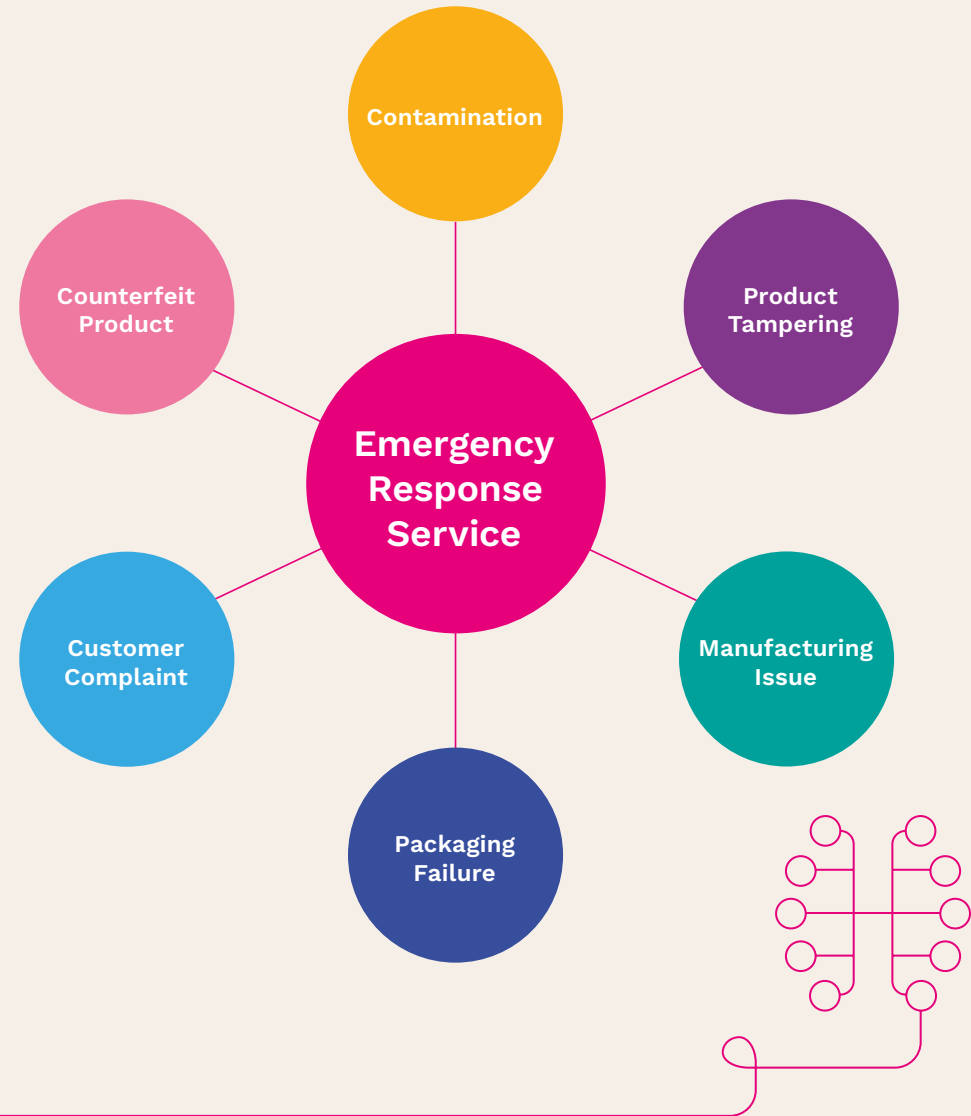 Contamination
Counterfeit
Product
Product
Tampering
Emergency
Response
Service
Customer
Complaint
Manufacturing
Issue
Packaging
Failure